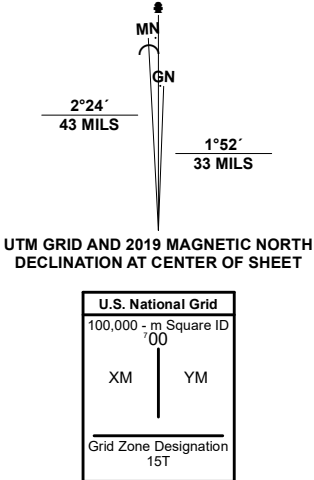 MN
GN
2°24´
43 MILS
1°52´
33 MILS
UTM GRID AND 2019 MAGNETIC NORTH
DECLINATION AT CENTER OF SHEET
U.S. National Grid
100,000 - m Square ID
⁷00
XM YM
Grid Zone Designation
15T